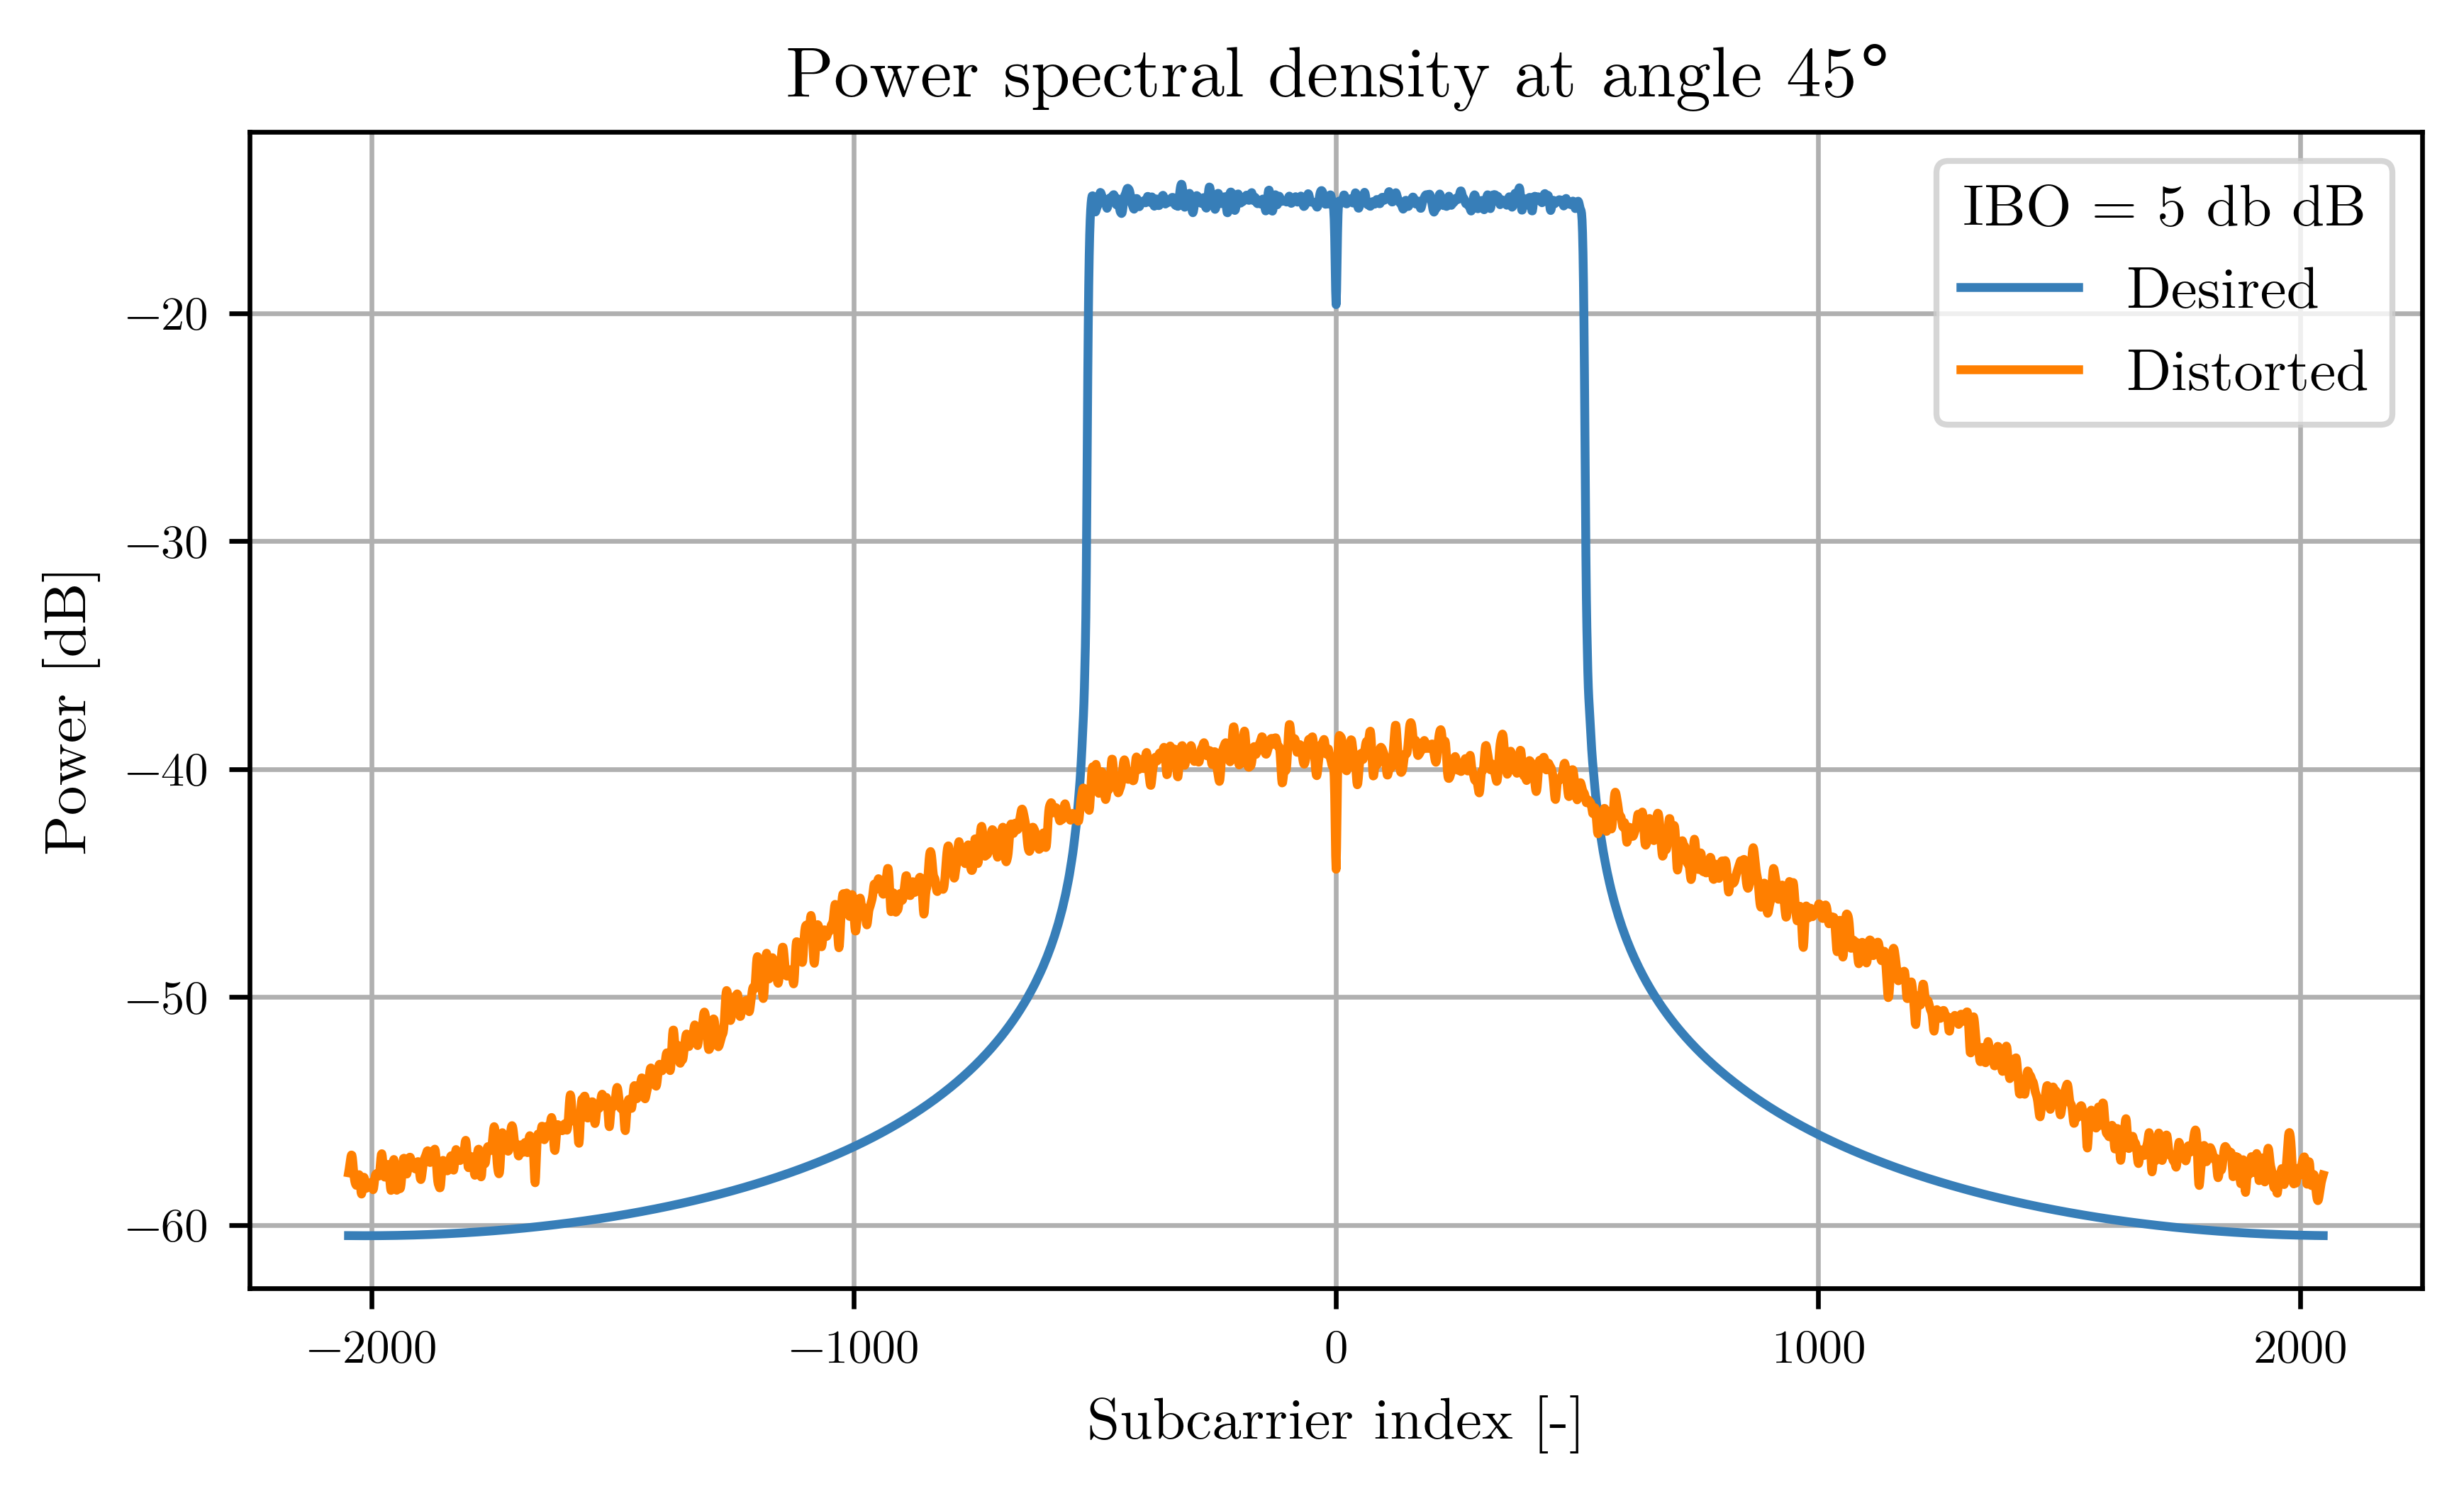 Power spectral density at angle 45°
IBO = 5 db dB
Desired
Distorted
Power [dB]
−20
−30
−40
−50
−60
−2000
−1000
0
1000
2000
Subcarrier index [-]